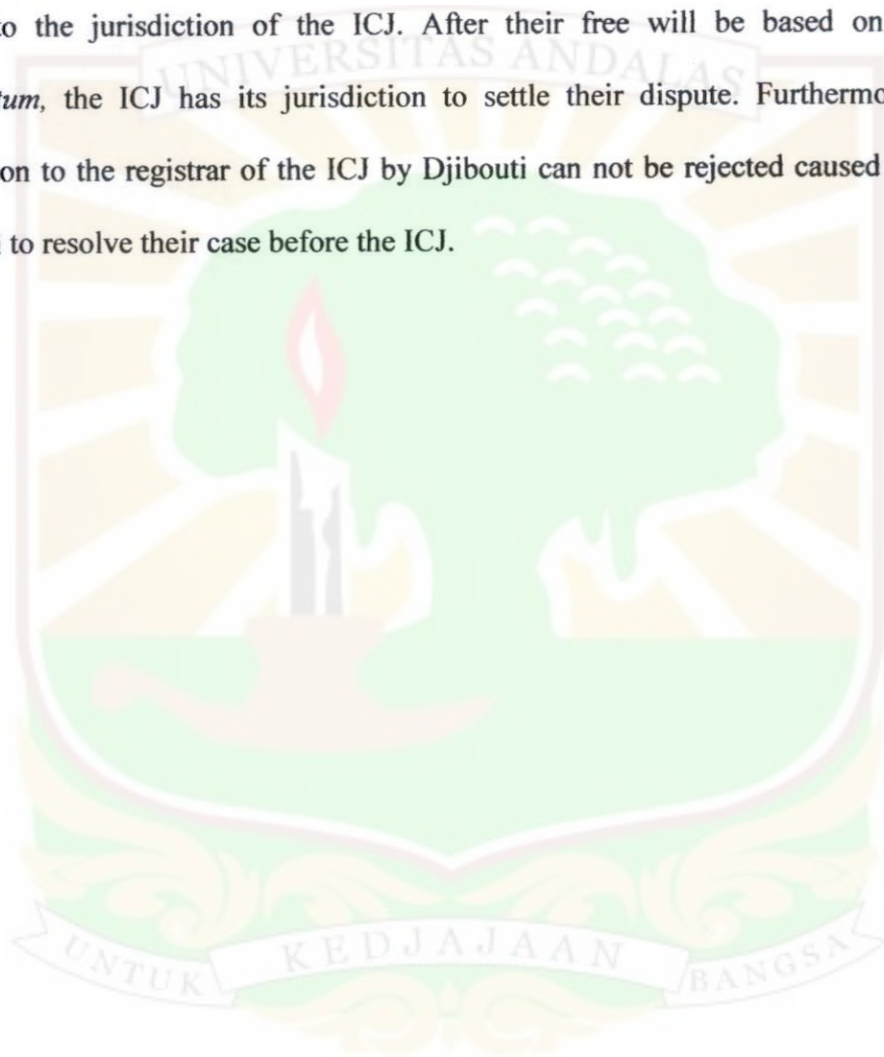 to the jurisdiction of the ICJ. After their free will be based on
UNIVERSITAS ANDALAS
tum, the ICJ has its jurisdiction to settle their dispute. Furthermo
on to the registrar of the ICJ by Djibouti can not be rejected caused
to resolve their case before the ICJ.
UNTUK KEDJAJAAN BANGSA